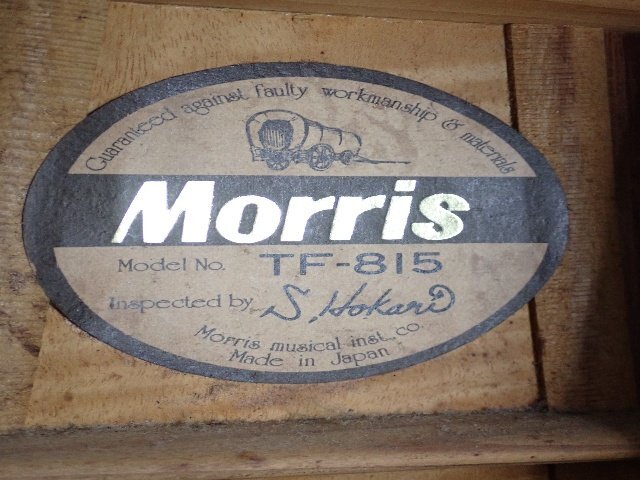 Guaranteed against faulty workmanship & materials
Morris
Model No. TF-815
Inspected by S. Hokari
Morris musical inst. co
Made in Japan